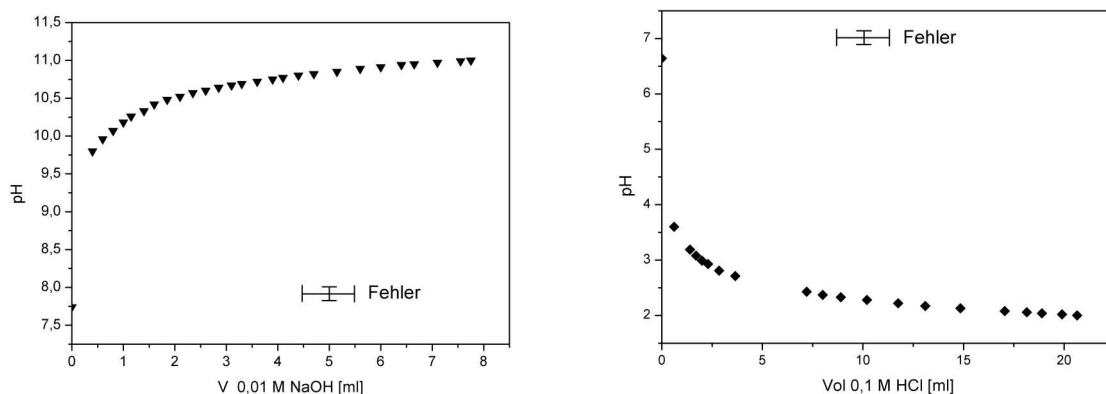 11,5
11,0
10,5
10,0
9,5
9,0
8,5
8,0
7,5
pH
Fehler
0 1 2 3 4 5 6 7 8
V 0,01 M NaOH [ml]
7
6
5
4
3
2
pH
Fehler
0 5 10 15 20
Vol 0,1 M HCl [ml]